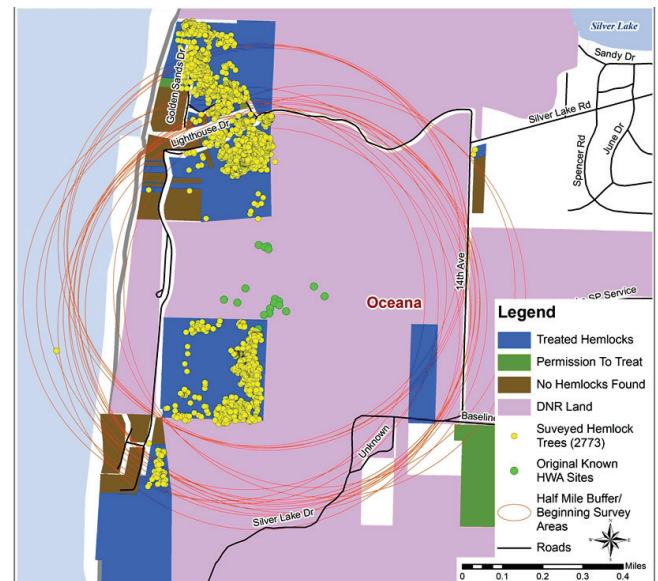 Silver Lake
Sandy Dr
Golden Sands Dr
Silver Lake Rd
Lighthouse Dr
Spencer Rd
June Dr
14th Ave
Oceana
SP Service
Baseline
Unknown
Silver Lake Dr
Legend
Treated Hemlocks
Permission To Treat
No Hemlocks Found
DNR Land
Suveyed Hemlock
Trees (2773)
Original Known
HWA Sites
Half Mile Buffer/
Beginning Survey
Areas
Roads
N
W
E
S
Miles
0 0.05 0.1 0.2 0.3 0.4